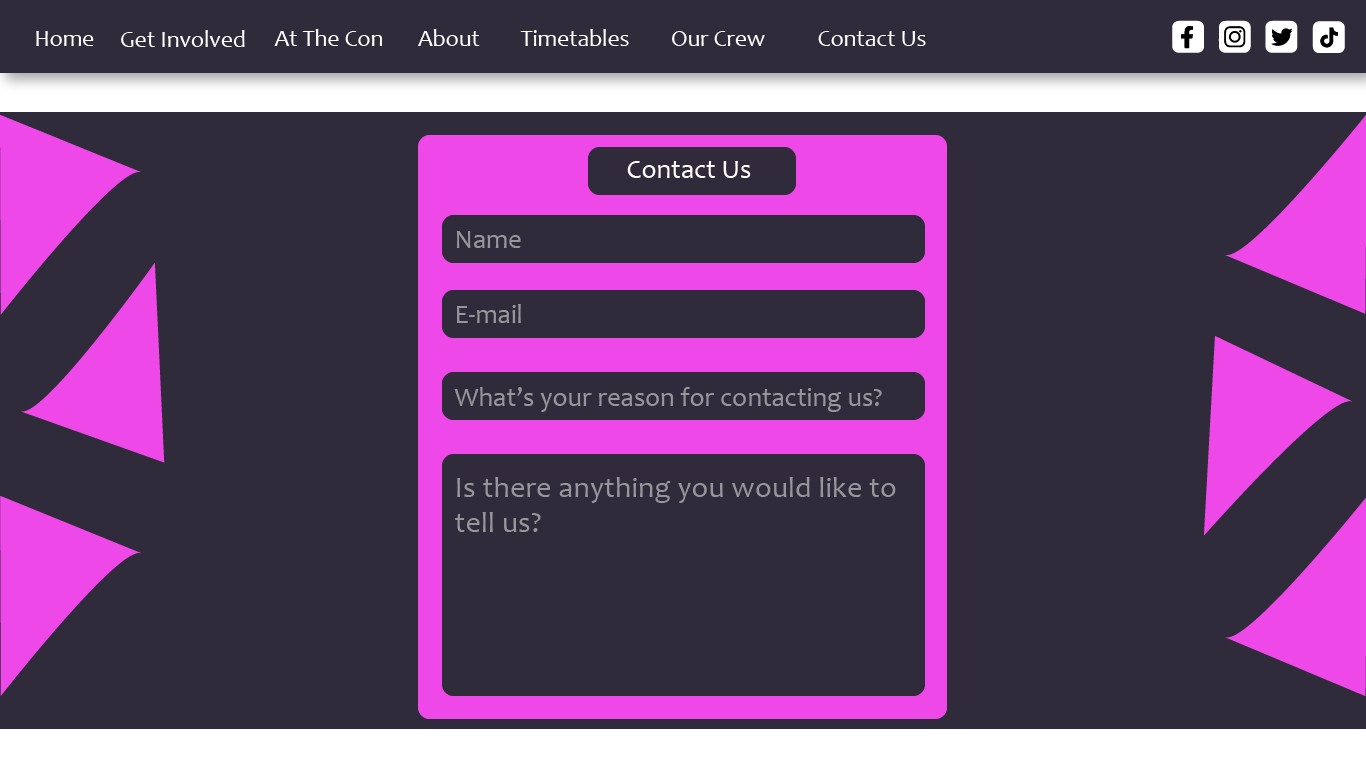 Home Get Involved At The Con About Timetables Our Crew Contact Us
Contact Us
Name
E-mail
What’s your reason for contacting us?
Is there anything you would like to
tell us?